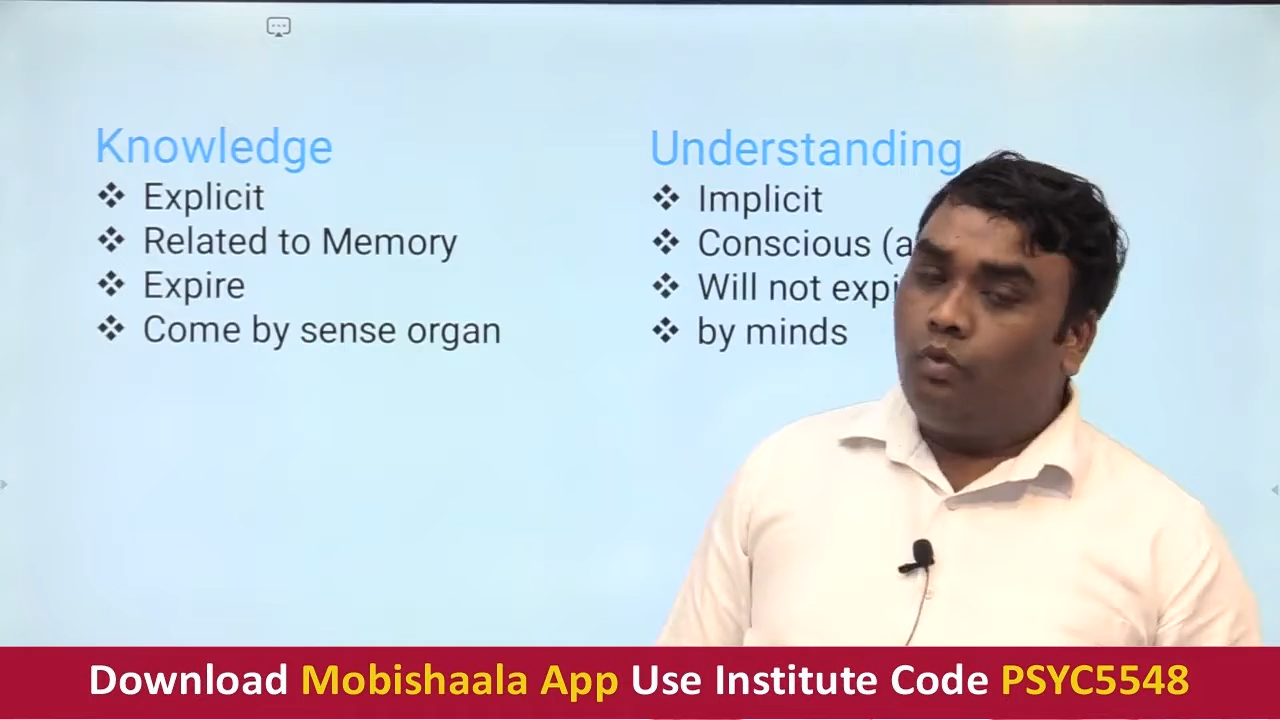 Knowledge
Explicit
Related to Memory
Expire
Come by sense organ
Understanding
Implicit
Conscious (a
Will not expi
by minds
Download Mobishaala App Use Institute Code PSYC5548